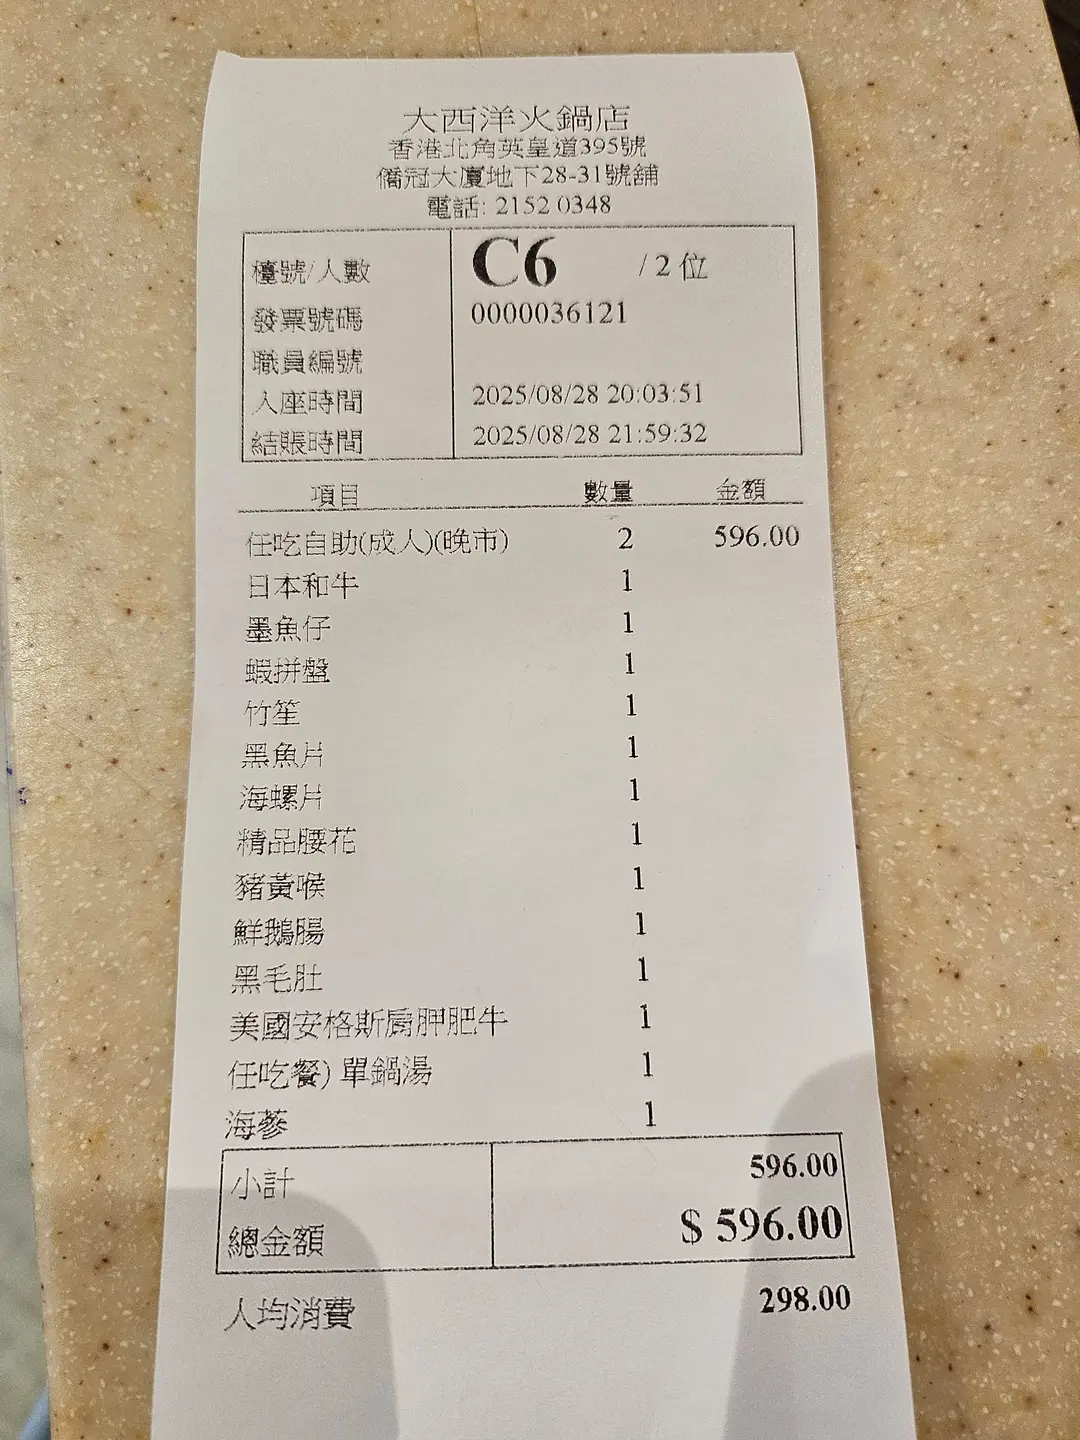 大西洋火鍋店
香港北角英皇道395號
僑冠大廈地下28-31號舖
電話: 2152 0348
檯號/人數 C6 / 2 位
發票號碼 0000036121
職員編號
入座時間 2025/08/28 20:03:51
結賬時間 2025/08/28 21:59:32
項目 數量 金額
任吃自助(成人)(晚市) 2 596.00
日本和牛 1
墨魚仔 1
蝦拼盤 1
竹笙 1
黑魚片 1
海螺片 1
精品腰花 1
豬黃喉 1
鮮鵝腸 1
黑毛肚 1
美國安格斯肩胛肥牛 1
任吃餐) 單鍋湯 1
海蔘 1
小計 596.00
總金額 $ 596.00
人均消費 298.00